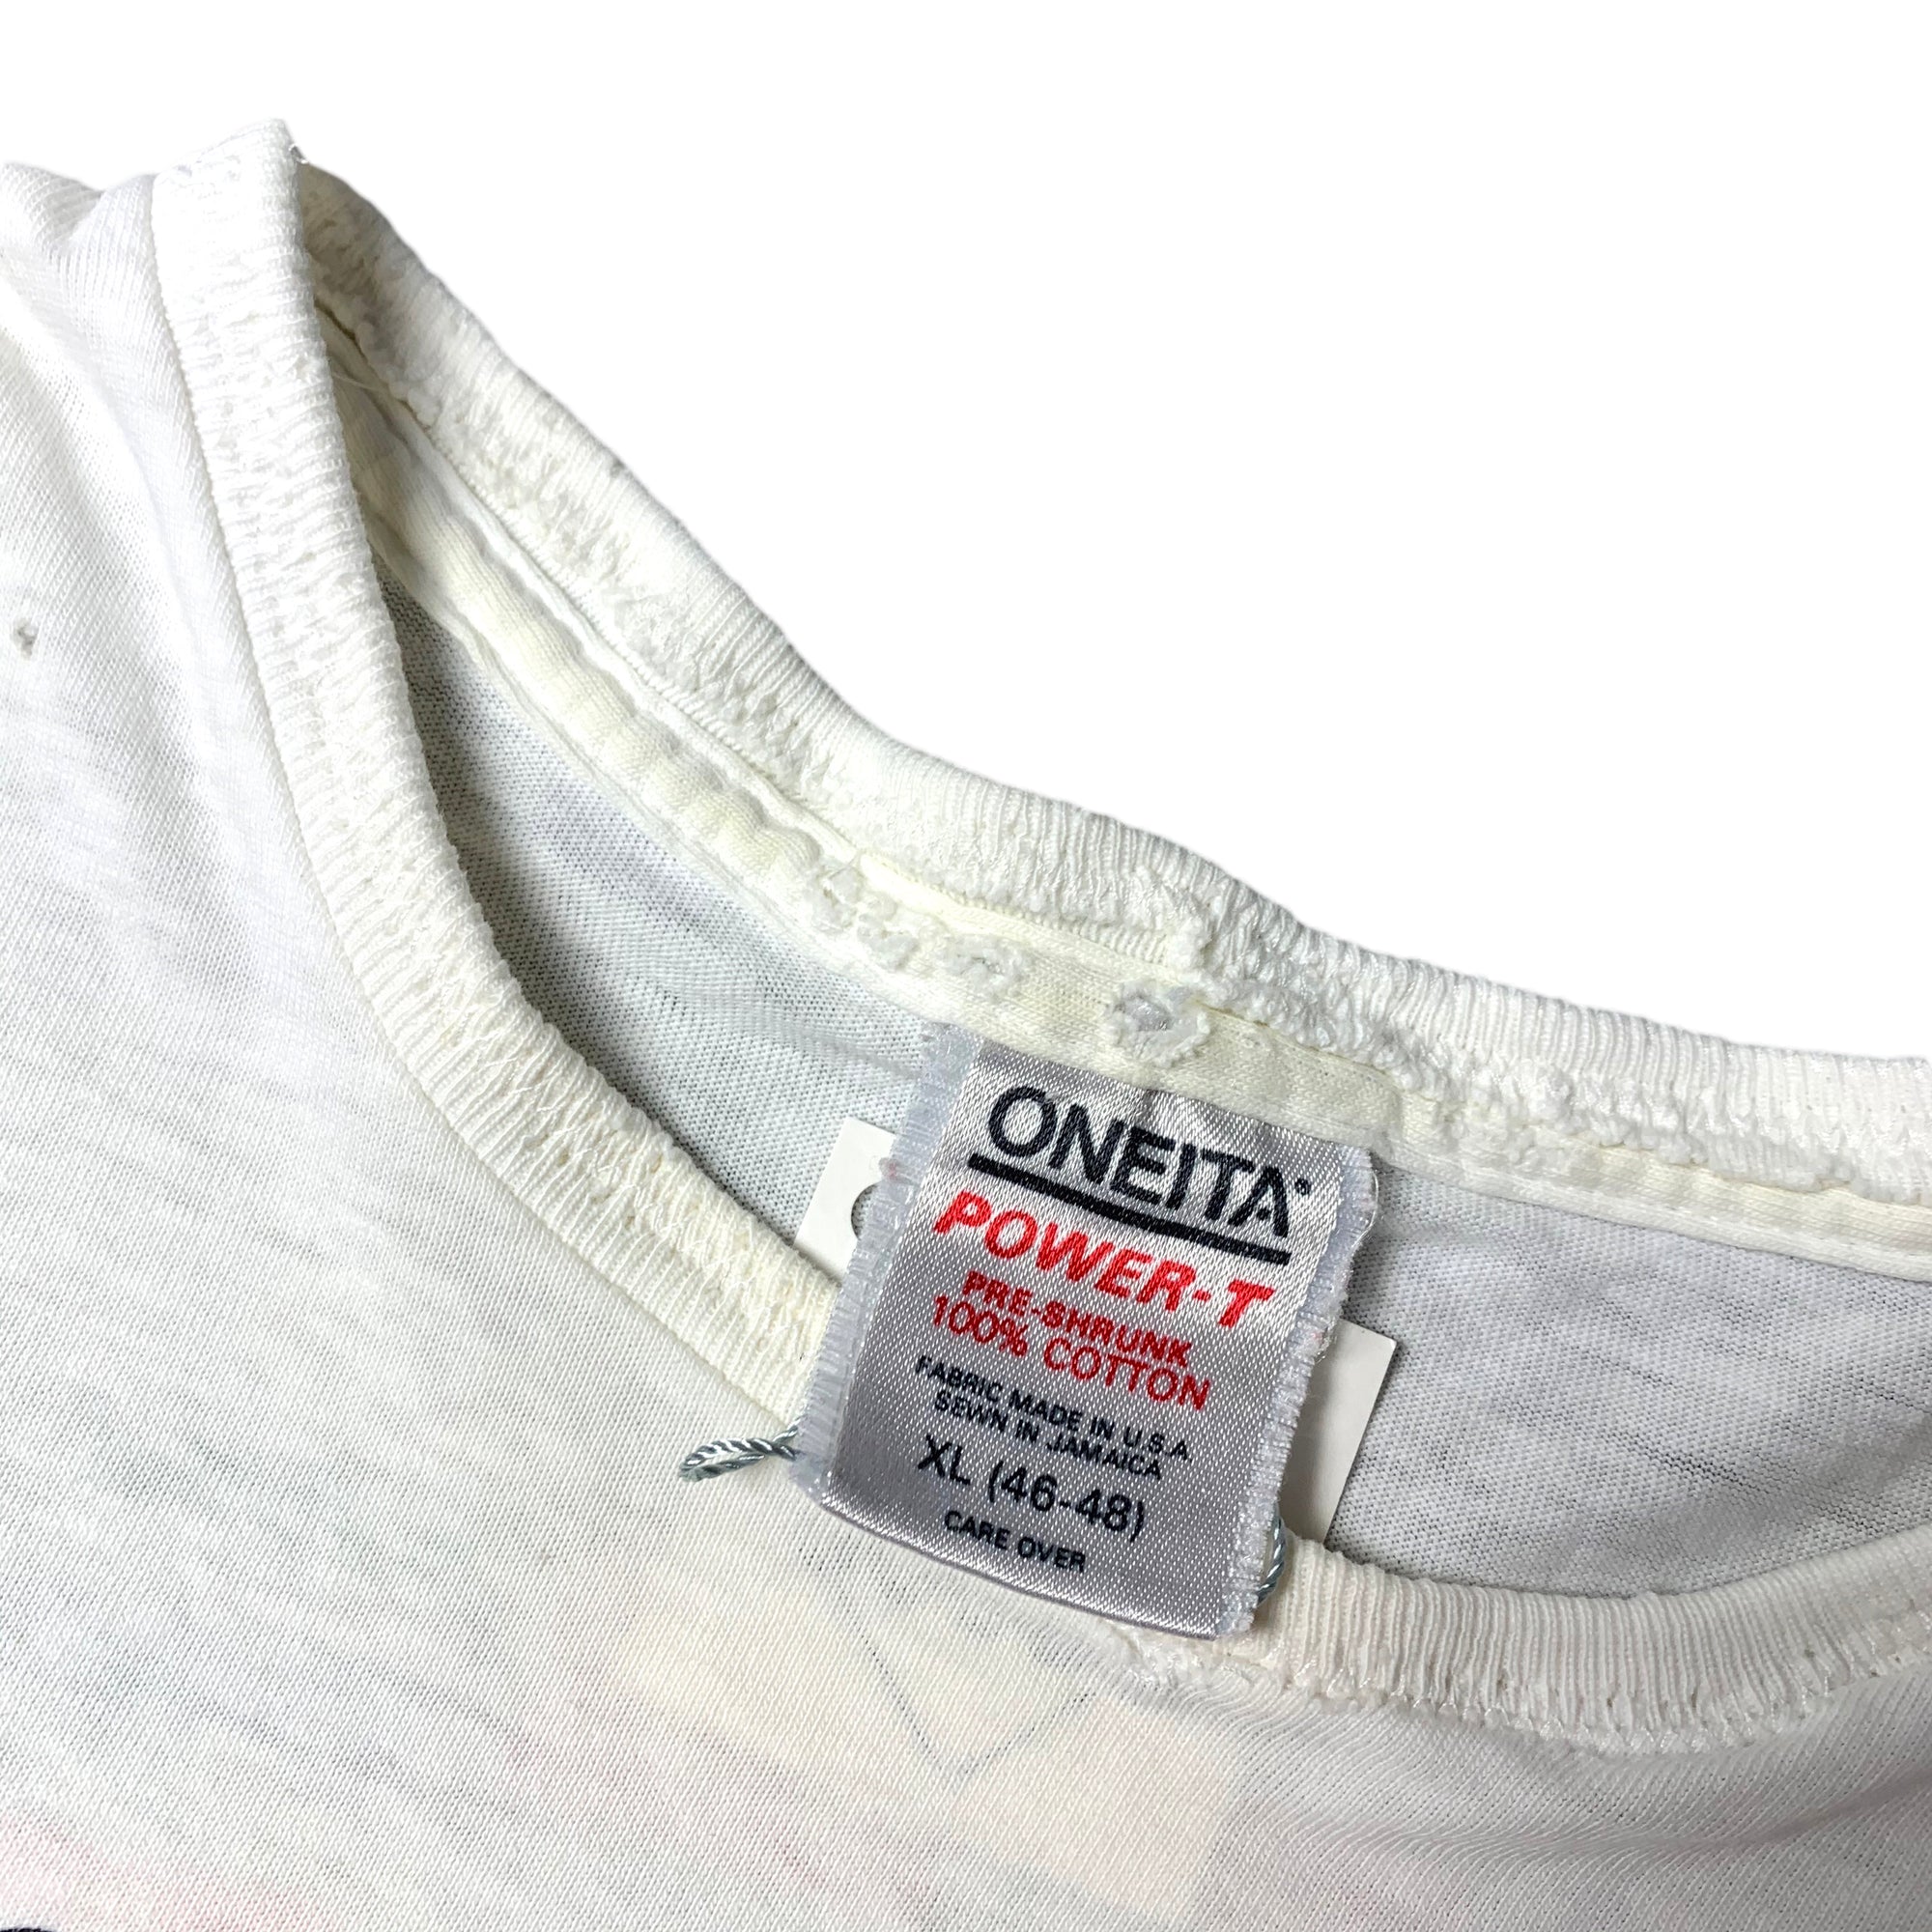 ONEITA®
POWER-T
PRE-SHRUNK
100% COTTON
FABRIC MADE IN U.S.A
SEWN IN JAMAICA
XL (46-48)
CARE OVER